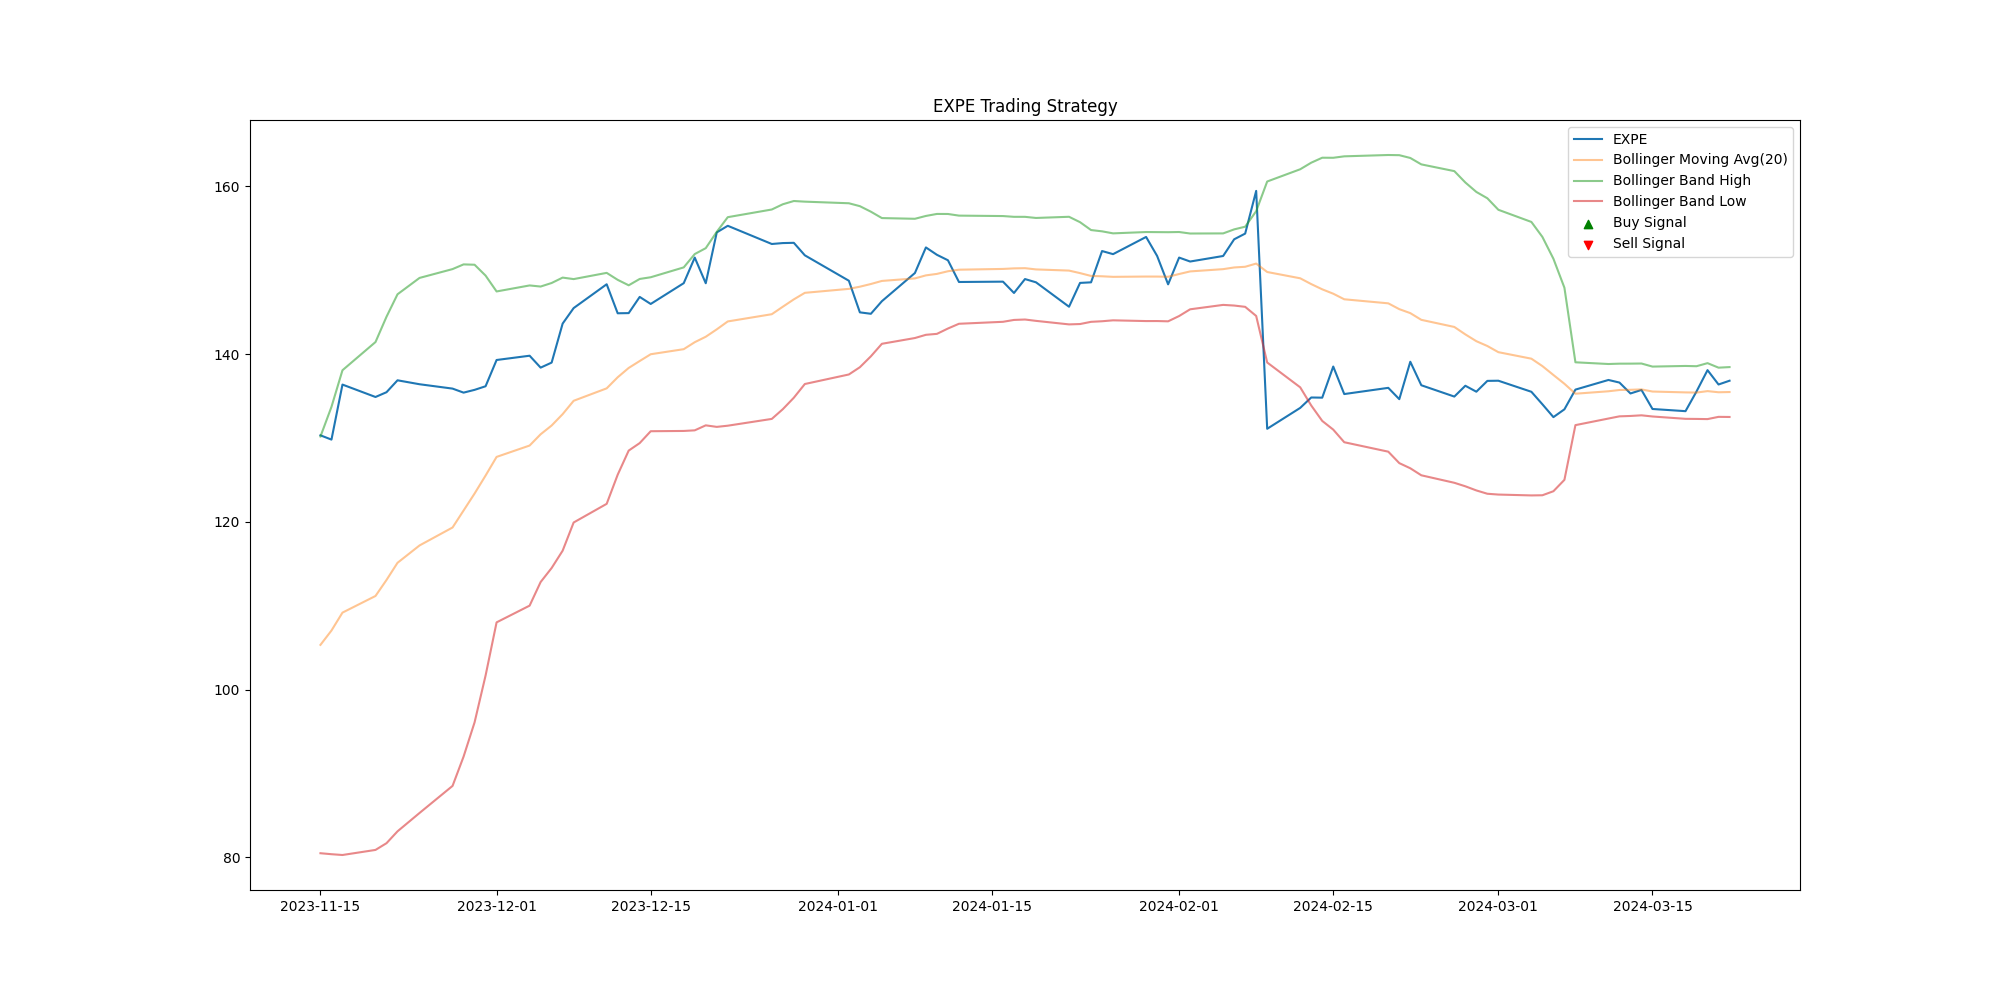 EXPE Trading Strategy
EXPE
Bollinger Moving Avg(20)
Bollinger Band High
Bollinger Band Low
Buy Signal
Sell Signal
160
140
120
100
80
2023-11-15
2023-12-01
2023-12-15
2024-01-01
2024-01-15
2024-02-01
2024-02-15
2024-03-01
2024-03-15